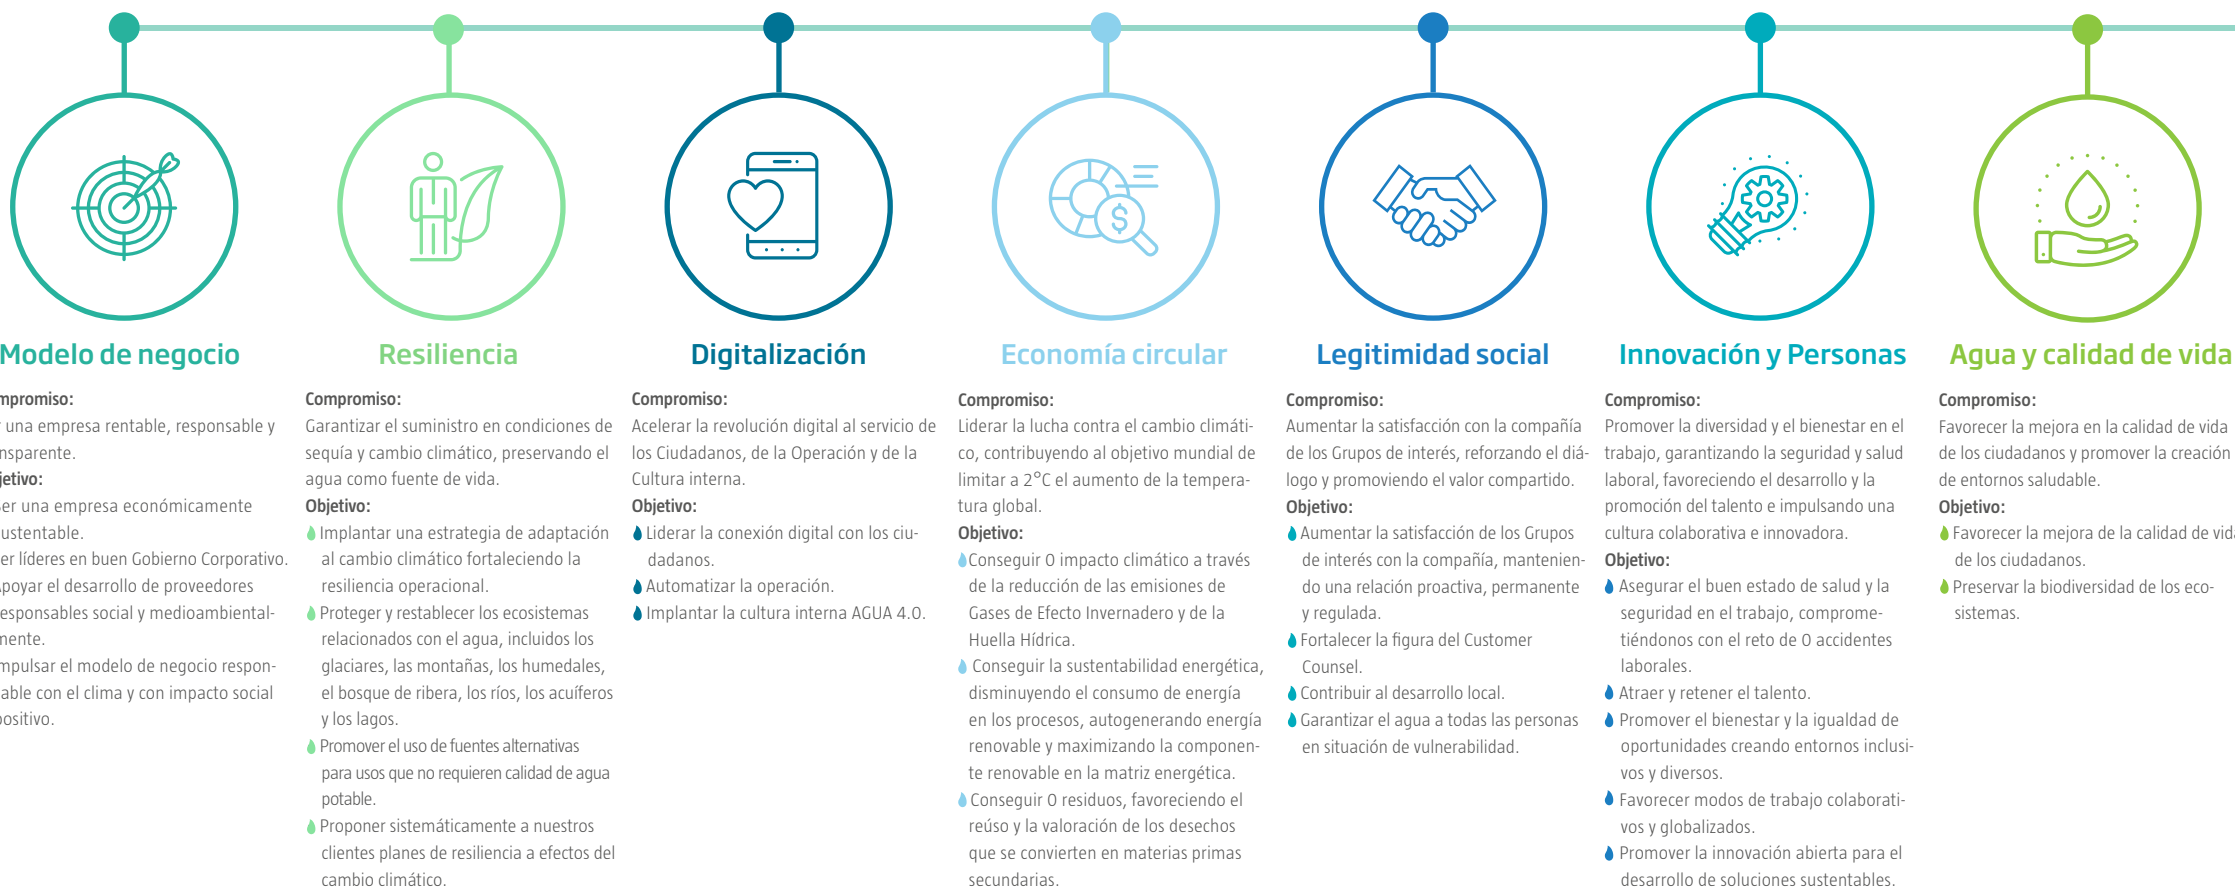 Modelo de negocio
mpromiso:
r una empresa rentable, responsable y
nsparente.
jetivo:
er una empresa económicamente
ustentable.
er líderes en buen Gobierno Corporativo.
poyar el desarrollo de proveedores
esponsables social y medioambiental-
mente.
mpulsar el modelo de negocio respon-
able con el clima y con impacto social
positivo.
Resiliencia
Compromiso:
Garantizar el suministro en condiciones de
sequía y cambio climático, preservando el
agua como fuente de vida.
Objetivo:
Implantar una estrategia de adaptación
al cambio climático fortaleciendo la
resiliencia operacional.
Proteger y restablecer los ecosistemas
relacionados con el agua, incluidos los
glaciares, las montañas, los humedales,
el bosque de ribera, los ríos, los acuíferos
y los lagos.
Promover el uso de fuentes alternativas
para usos que no requieren calidad de agua
potable.
Proponer sistemáticamente a nuestros
clientes planes de resiliencia a efectos del
cambio climático.
Digitalización
Compromiso:
Acelerar la revolución digital al servicio de
los Ciudadanos, de la Operación y de la
Cultura interna.
Objetivo:
Liderar la conexión digital con los ciu-
dadanos.
Automatizar la operación.
Implantar la cultura interna AGUA 4.0.
$
Economía circular
Compromiso:
Liderar la lucha contra el cambio climáti-
co, contribuyendo al objetivo mundial de
limitar a 2°C el aumento de la tempera-
tura global.
Objetivo:
Conseguir 0 impacto climático a través
de la reducción de las emisiones de
Gases de Efecto Invernadero y de la
Huella Hídrica.
Conseguir la sustentabilidad energética,
disminuyendo el consumo de energía
en los procesos, autogenerando energía
renovable y maximizando la componen-
te renovable en la matriz energética.
Conseguir 0 residuos, favoreciendo el
reúso y la valoración de los desechos
que se convierten en materias primas
secundarias.
Legitimidad social
Compromiso:
Aumentar la satisfacción con la compañía
de los Grupos de interés, reforzando el diá-
logo y promoviendo el valor compartido.
Objetivo:
Aumentar la satisfacción de los Grupos
de interés con la compañía, mantenien-
do una relación proactiva, permanente
y regulada.
Fortalecer la figura del Customer
Counsel.
Contribuir al desarrollo local.
Garantizar el agua a todas las personas
en situación de vulnerabilidad.
Innovación y Personas
Compromiso:
Promover la diversidad y el bienestar en el
trabajo, garantizando la seguridad y salud
laboral, favoreciendo el desarrollo y la
promoción del talento e impulsando una
cultura colaborativa e innovadora.
Objetivo:
Asegurar el buen estado de salud y la
seguridad en el trabajo, comprome-
tiéndonos con el reto de 0 accidentes
laborales.
Atraer y retener el talento.
Promover el bienestar y la igualdad de
oportunidades creando entornos inclusi-
vos y diversos.
Favorecer modos de trabajo colaborati-
vos y globalizados.
Promover la innovación abierta para el
desarrollo de soluciones sustentables.
Agua y calidad de vida
Compromiso:
Favorecer la mejora en la calidad de vida
de los ciudadanos y promover la creación
de entornos saludable.
Objetivo:
Favorecer la mejora de la calidad de vida
de los ciudadanos.
Preservar la biodiversidad de los eco-
sistemas.